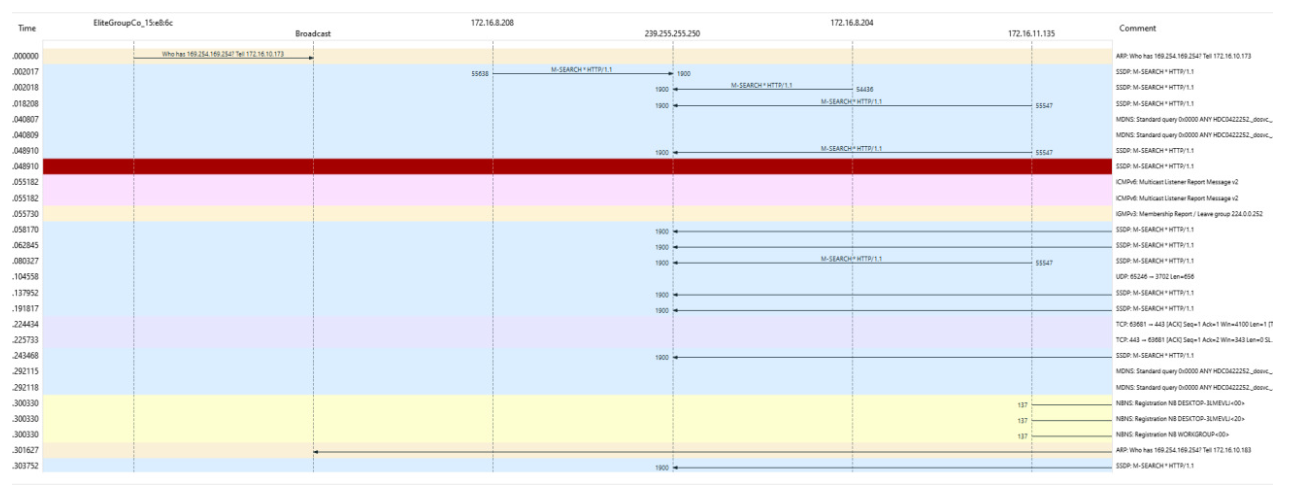 Time EliteGroupCo_15:e8:6c 172.16.8.208 172.16.8.204 Comment
Broadcast 239.255.255.250 172.16.11.135
.000000 Who has 169.254.169.254? Tell 172.16.10.173 ARP: Who has 169.254.169.254? Tell 172.16.10.173
.002017 55638 M-SEARCH * HTTP/1.1 1900 SSDP: M-SEARCH * HTTP/1.1
.002018 1900 M-SEARCH * HTTP/1.1 54436 SSDP: M-SEARCH * HTTP/1.1
.018208 1900 M-SEARCH * HTTP/1.1 55547 SSDP: M-SEARCH * HTTP/1.1
.040807 MDNS: Standard query 0x0000 ANY HDC0422252._dosvc._
.040809 MDNS: Standard query 0x0000 ANY HDC0422252._dosvc._
.048910 1900 M-SEARCH * HTTP/1.1 55547 SSDP: M-SEARCH * HTTP/1.1
.048910 SSDP: M-SEARCH * HTTP/1.1
.055182 ICMPv6: Multicast Listener Report Message v2
.055182 ICMPv6: Multicast Listener Report Message v2
.055730 IGMPv3: Membership Report / Leave group 224.0.0.252
.058170 1900 SSDP: M-SEARCH * HTTP/1.1
.062845 1900 SSDP: M-SEARCH * HTTP/1.1
.080327 1900 M-SEARCH * HTTP/1.1 55547 SSDP: M-SEARCH * HTTP/1.1
.104558 UDP: 65246 → 3702 Len=656
.137952 1900 SSDP: M-SEARCH * HTTP/1.1
.191817 1900 SSDP: M-SEARCH * HTTP/1.1
.224434 TCP: 63681 → 443 [ACK] Seq=1 Ack=1 Win=4100 Len=1 [T
.225733 TCP: 443 → 63681 [ACK] Seq=1 Ack=2 Win=343 Len=0 SL
.243468 1900 SSDP: M-SEARCH * HTTP/1.1
.292115 MDNS: Standard query 0x0000 ANY HDC0422252._dosvc._
.292118 MDNS: Standard query 0x0000 ANY HDC0422252._dosvc._
.300330 137 NBNS: Registration NB DESKTOP-3LMEVLJ<00>
.300330 137 NBNS: Registration NB DESKTOP-3LMEVLJ<20>
.300330 137 NBNS: Registration NB WORKGROUP<00>
.301627 ARP: Who has 169.254.169.254? Tell 172.16.10.183
.303752 1900 SSDP: M-SEARCH * HTTP/1.1